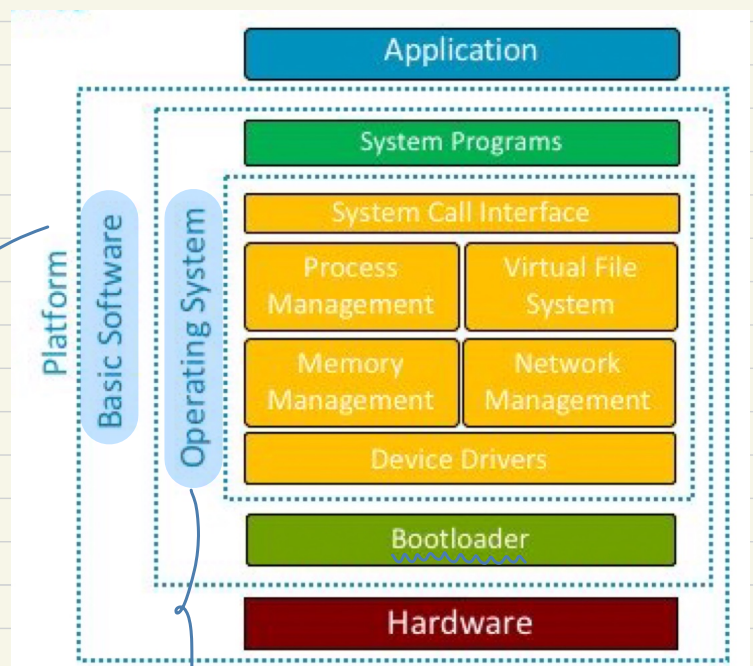 Application
System Programs
System Call Interface
Process
Management
Virtual File
System
Memory
Management
Network
Management
Device Drivers
Bootloader
Hardware
Platform
Basic Software
Operating System